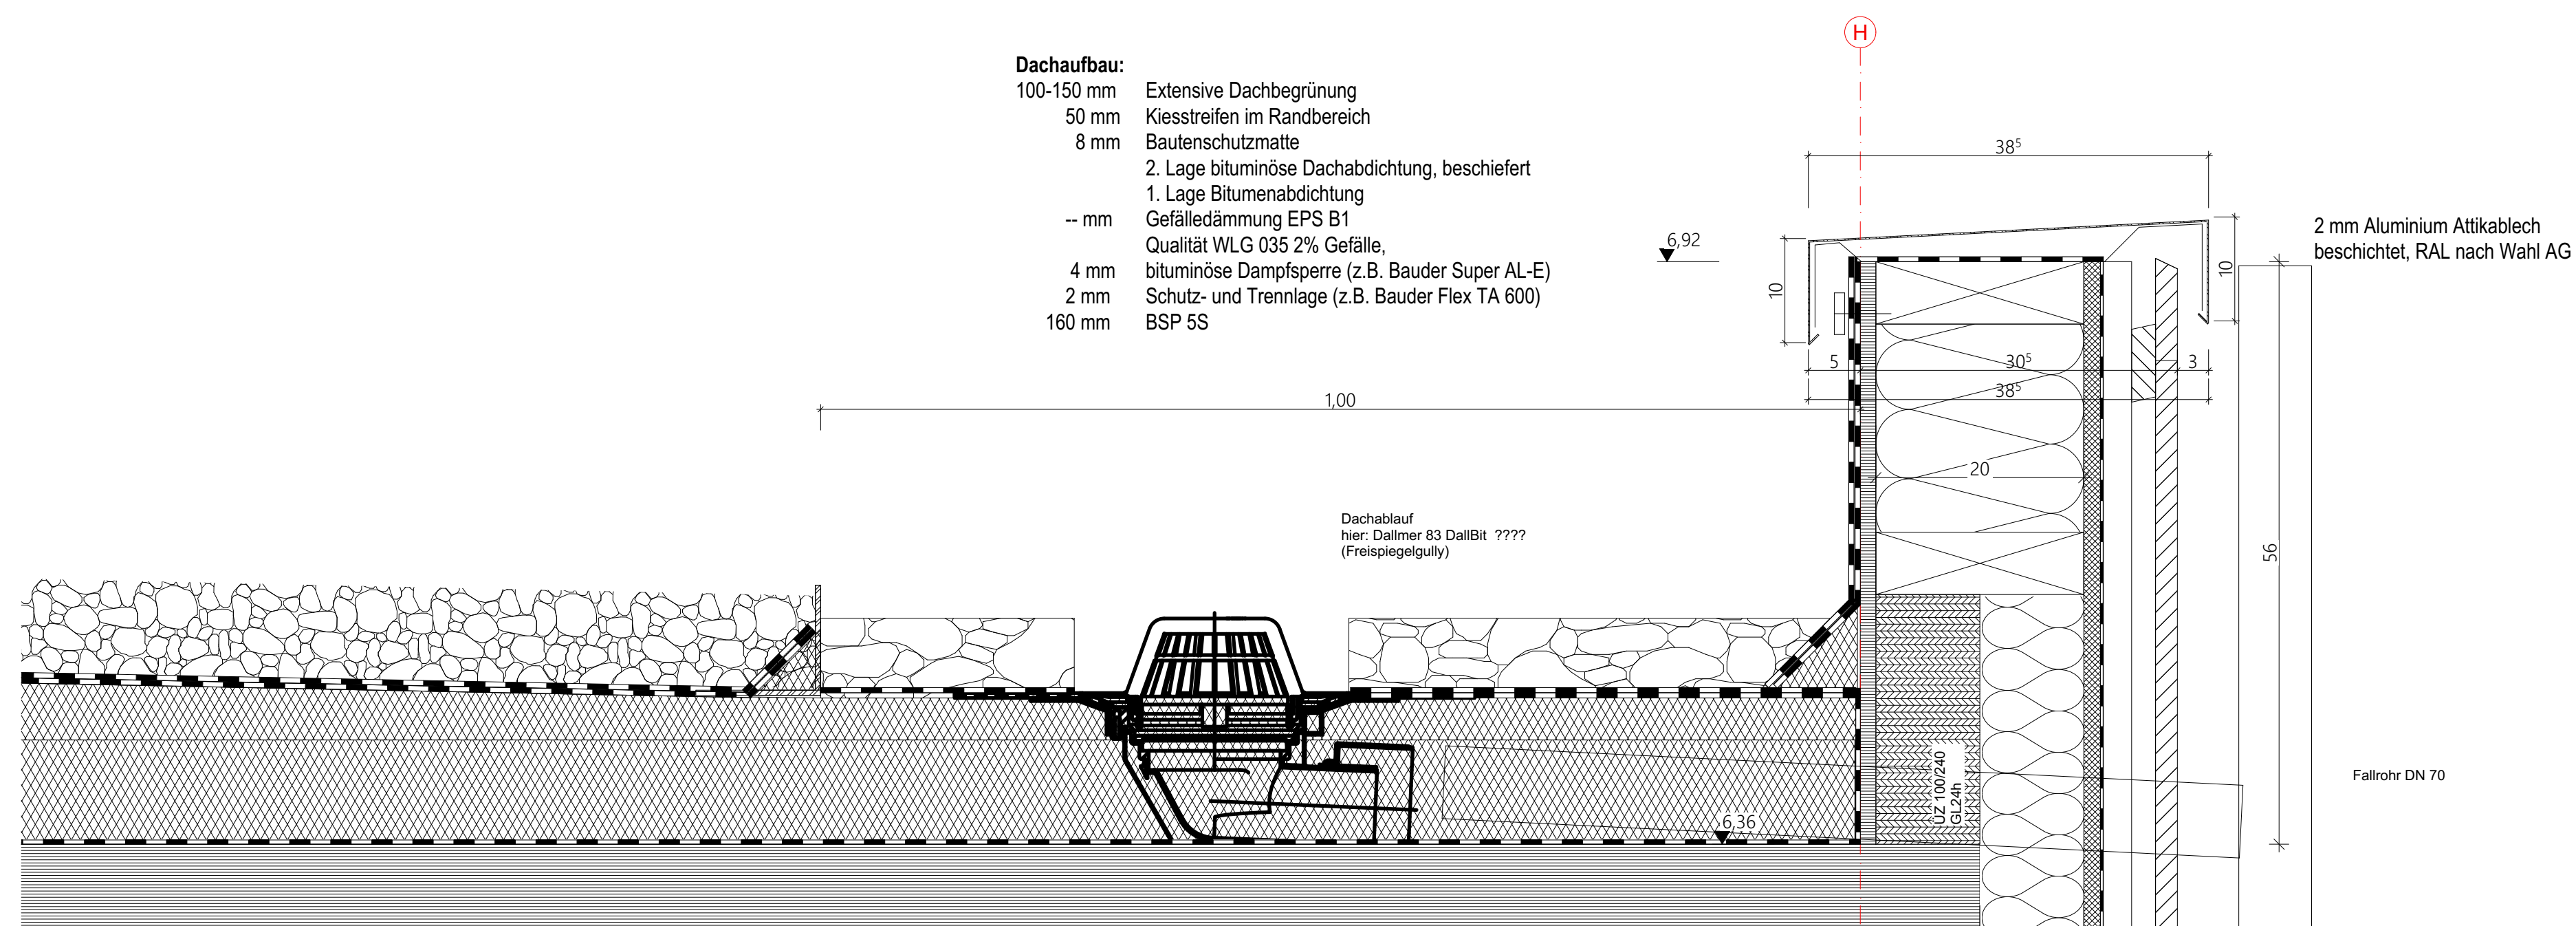 H
Dachaufbau:
100-150 mm Extensive Dachbegrünung
50 mm Kiesstreifen im Randbereich
8 mm Bautenschutzmatte
2. Lage bituminöse Dachabdichtung, beschiefert
1. Lage Bitumenabdichtung
-- mm Gefälledämmung EPS B1
Qualität WLG 035 2% Gefälle,
4 mm bituminöse Dampfsperre (z.B. Bauder Super AL-E)
2 mm Schutz- und Trennlage (z.B. Bauder Flex TA 600)
160 mm BSP 5S
38⁵
6,92
2 mm Aluminium Attikablech
beschichtet, RAL nach Wahl AG
10
10
5
30⁵
3
38⁵
1,00
20
Dachablauf
hier: Dallmer 83 DallBit ????
(Freispiegelgully)
56
UZ 100/240
GL24h
Fallrohr DN 70
6,36